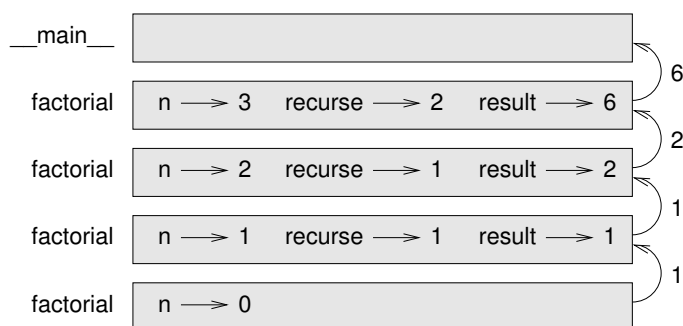 __main__
6
factorial n 3 recurse 2 result 6
2
factorial n 2 recurse 1 result 2
1
factorial n 1 recurse 1 result 1
1
factorial n 0